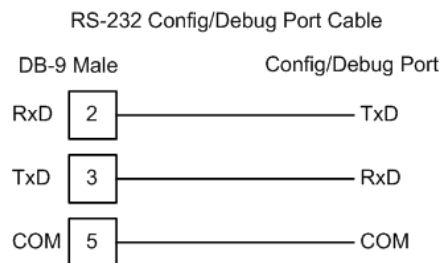 RS-232 Config/Debug Port Cable
DB-9 Male Config/Debug Port
RxD 2 TxD
TxD 3 RxD
COM 5 COM